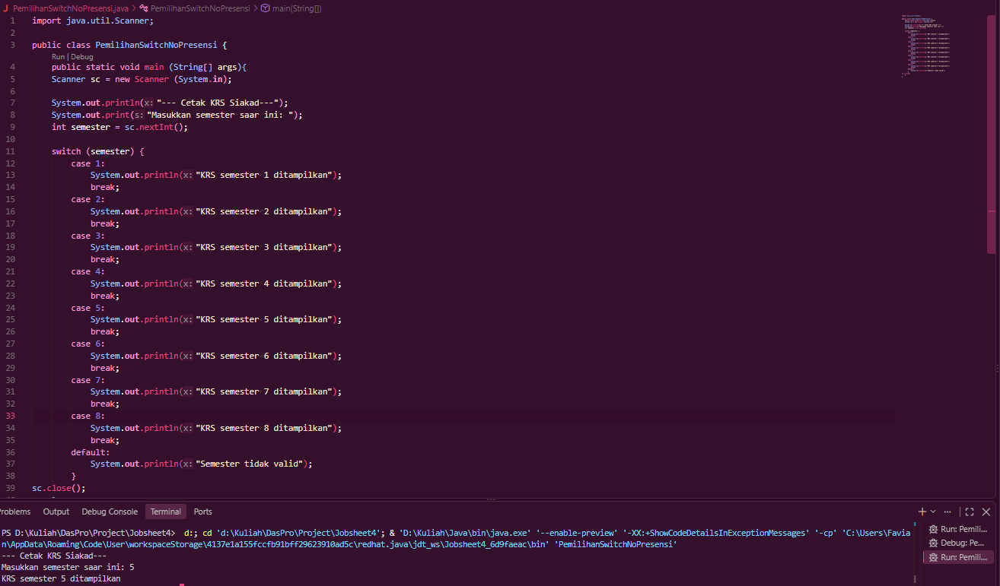 PemilihanSwitchNoPresensi.java > PemilihanSwitchNoPresensi > main(String[])
1 import java.util.Scanner;
2
3 public class PemilihanSwitchNoPresensi {
Run | Debug
4 public static void main (String[] args){
5 Scanner sc = new Scanner (System.in);
6
7 System.out.println(x: "--- Cetak KRS Siakad---");
8 System.out.print(s: "Masukkan semester saar ini: ");
9 int semester = sc.nextInt();
10
11 switch (semester) {
12 case 1:
13 System.out.println(x: "KRS semester 1 ditampilkan");
14 break;
15 case 2:
16 System.out.println(x: "KRS semester 2 ditampilkan");
17 break;
18 case 3:
19 System.out.println(x: "KRS semester 3 ditampilkan");
20 break;
21 case 4:
22 System.out.println(x: "KRS semester 4 ditampilkan");
23 break;
24 case 5:
25 System.out.println(x: "KRS semester 5 ditampilkan");
26 break;
27 case 6:
28 System.out.println(x: "KRS semester 6 ditampilkan");
29 break;
30 case 7:
31 System.out.println(x: "KRS semester 7 ditampilkan");
32 break;
33 case 8:
34 System.out.println(x: "KRS semester 8 ditampilkan");
35 break;
36 default:
37 System.out.println(x: "Semester tidak valid");
38 }
39 sc.close();
roblems Output Debug Console Terminal Ports
PS D:\Kuliah\DasPro\Project\Jobsheet4> d:; cd 'd:\Kuliah\DasPro\Project\Jobsheet4'; & 'D:\Kuliah\Java\bin\java.exe' '--enable-preview' '-XX:+ShowCodeDetailsInExceptionMessages' '-cp' 'C:\Users\Favia
n\AppData\Roaming\Code\User\workspaceStorage\4137e1a155fccfb91bff29623910ad5c\redhat.java\jdt_ws\Jobsheet4_6d9faeac\bin' 'PemilihanSwitchNoPresensi'
--- Cetak KRS Siakad---
Masukkan semester saar ini: 5
KRS semester 5 ditampilkan
Run: Pemili...
Debug: Pe...
Run: Pemili...